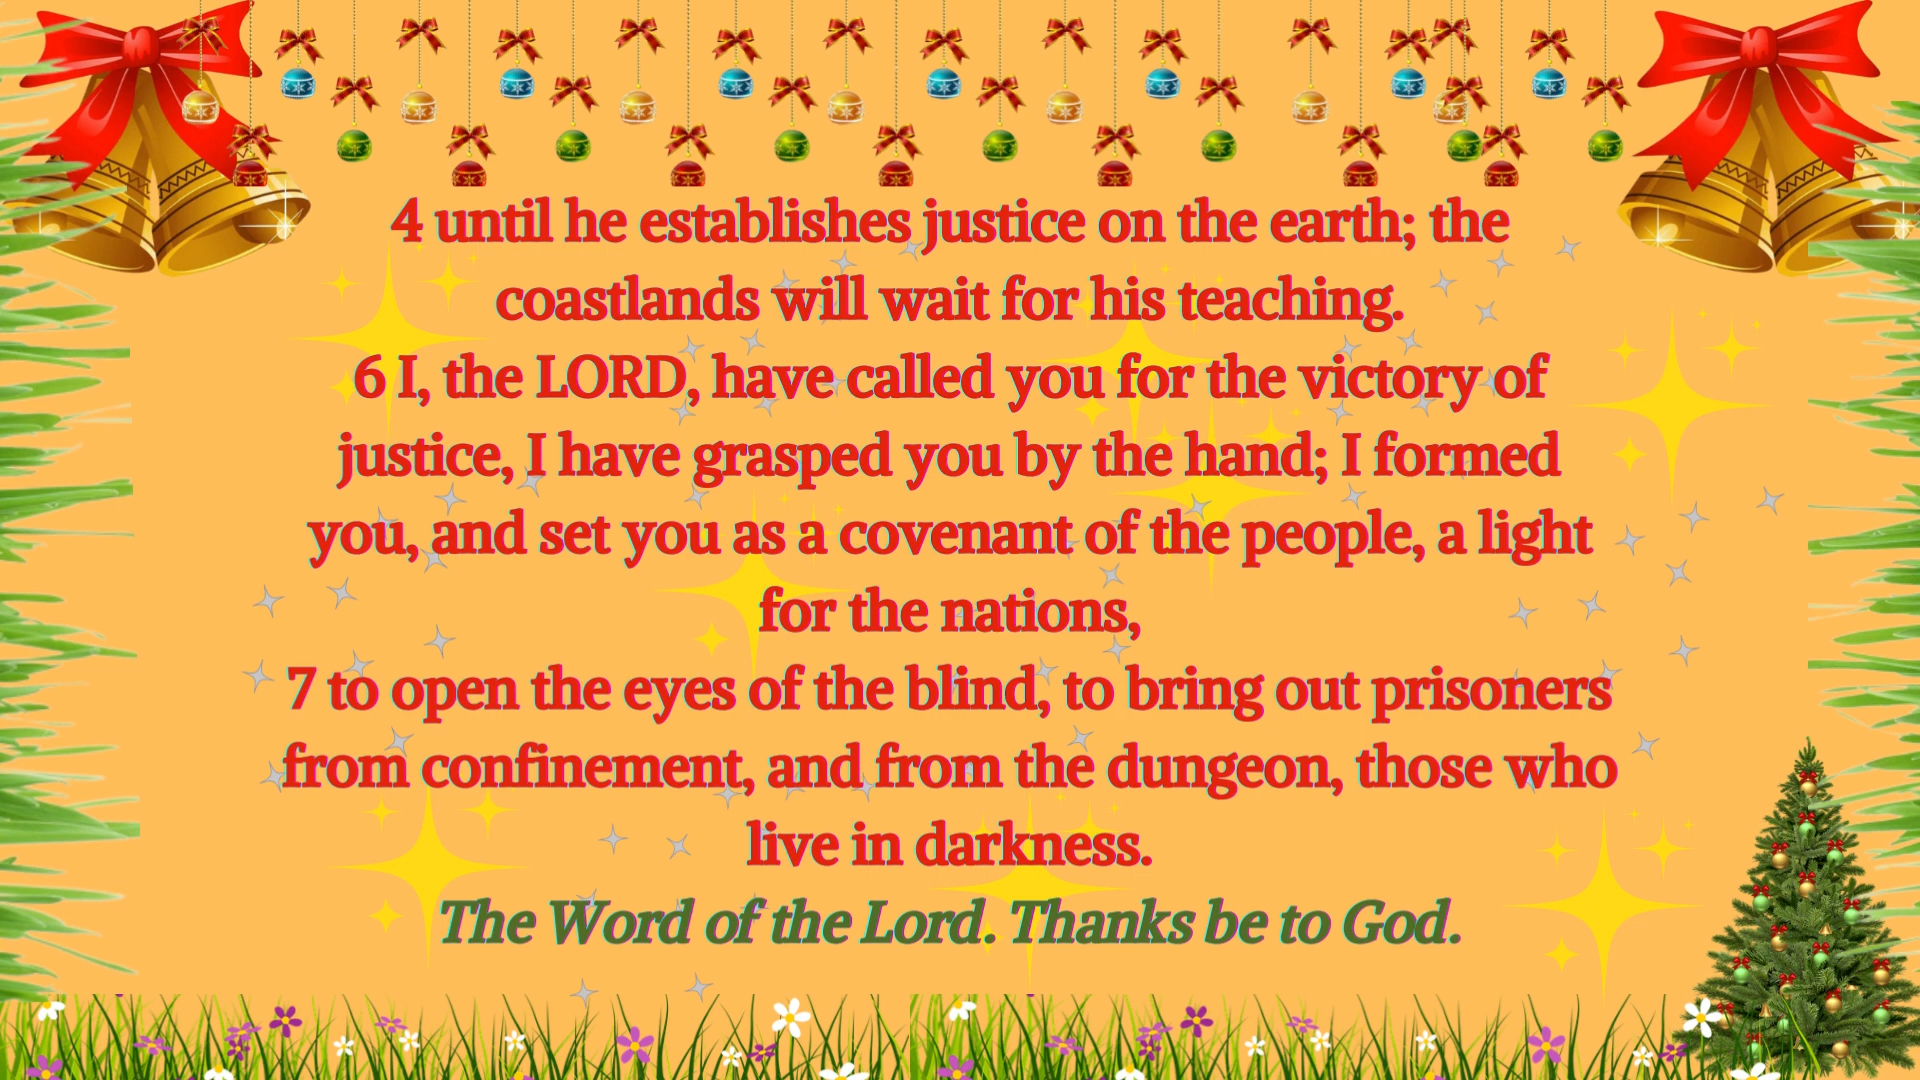 4 until he establishes justice on the earth; the
coastlands will wait for his teaching.
6 I, the LORD, have called you for the victory of
justice, I have grasped you by the hand; I formed
you, and set you as a covenant of the people, a light
for the nations,
7 to open the eyes of the blind, to bring out prisoners
from confinement, and from the dungeon, those who
live in darkness.
The Word of the Lord. Thanks be to God.